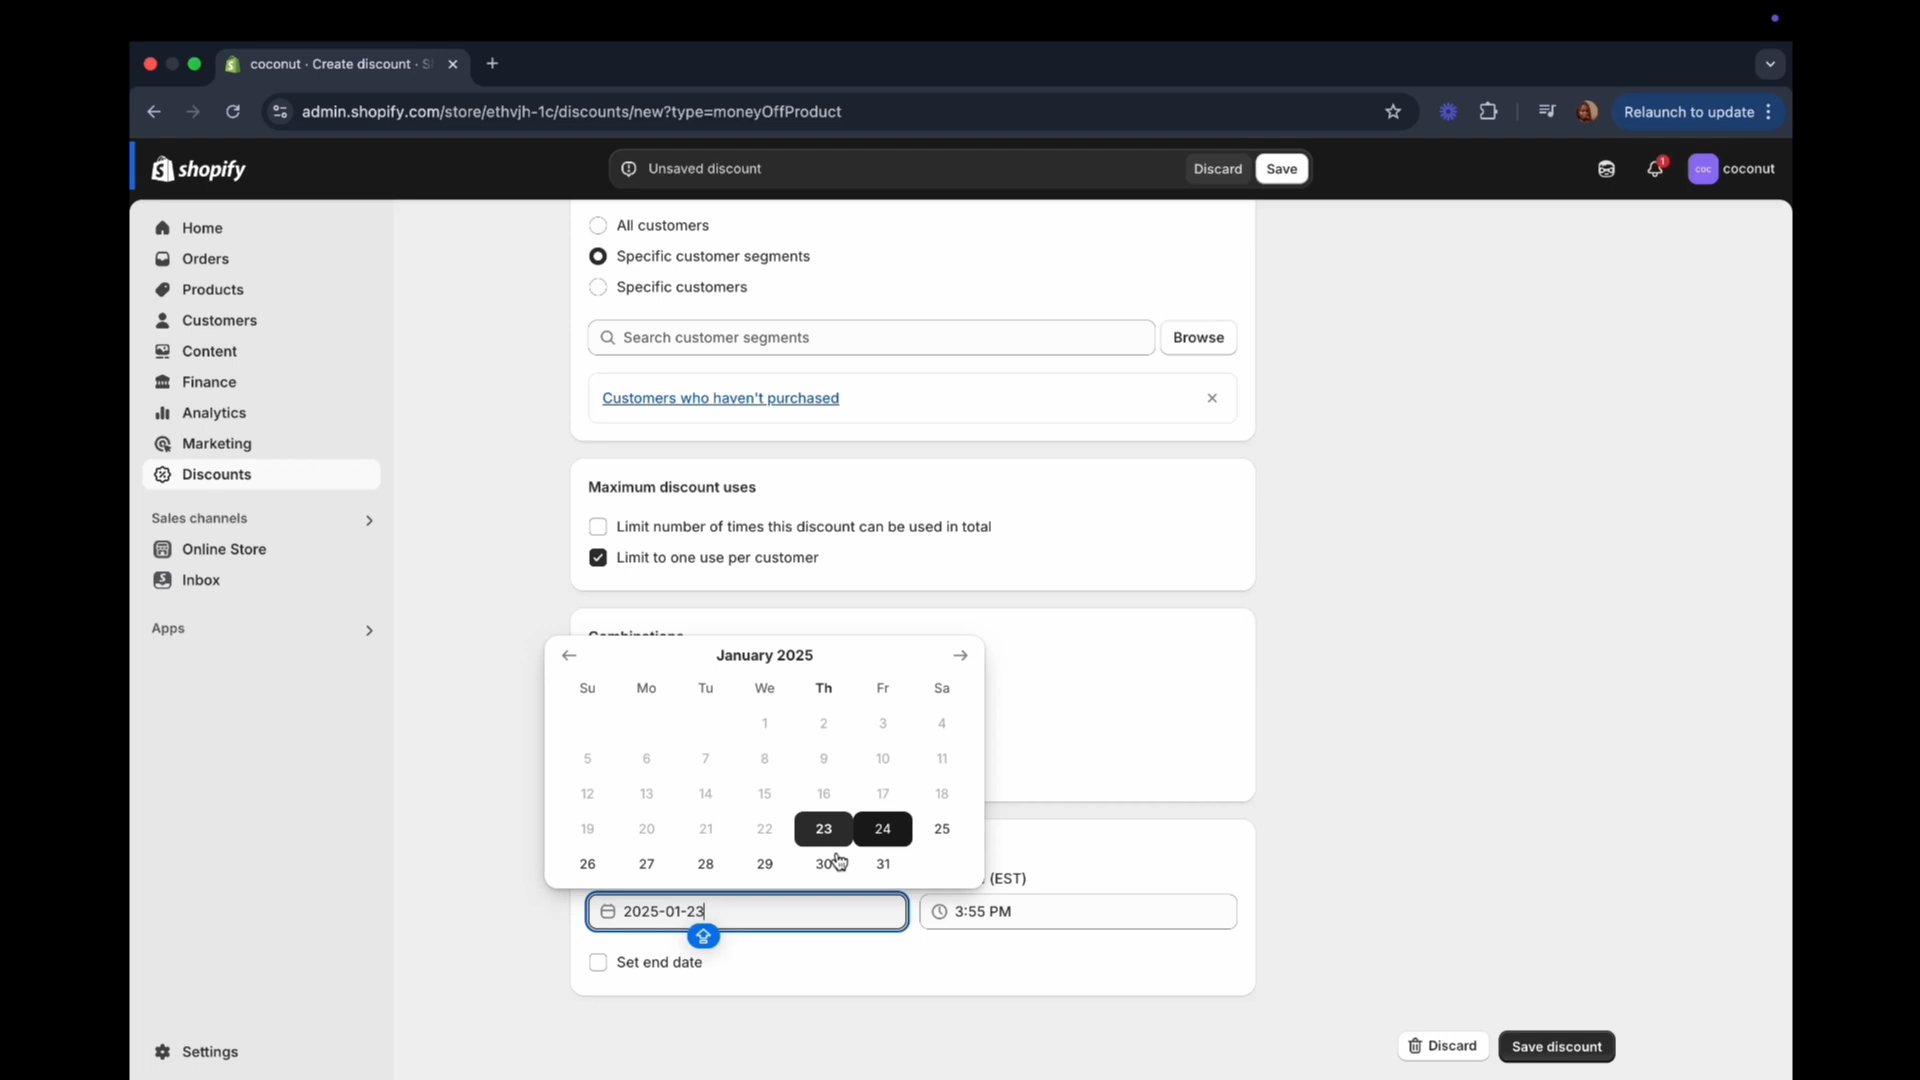 coconut · Create discount · S
admin.shopify.com/store/ethvjh-1c/discounts/new?type=moneyOffProduct
Relaunch to update
shopify
Unsaved discount
Discard
Save
1
coc
coconut
Home
Orders
Products
Customers
Content
Finance
Analytics
Marketing
Discounts
Sales channels
Online Store
Inbox
Apps
Settings
All customers
Specific customer segments
Specific customers
Search customer segments
Browse
Customers who haven't purchased
Maximum discount uses
Limit number of times this discount can be used in total
Limit to one use per customer
Combinations
January 2025
Su Mo Tu We Th Fr Sa
1 2 3 4
5 6 7 8 9 10 11
12 13 14 15 16 17 18
19 20 21 22 23 24 25
26 27 28 29 30 31
(EST)
2025-01-23
3:55 PM
Set end date
Discard
Save discount